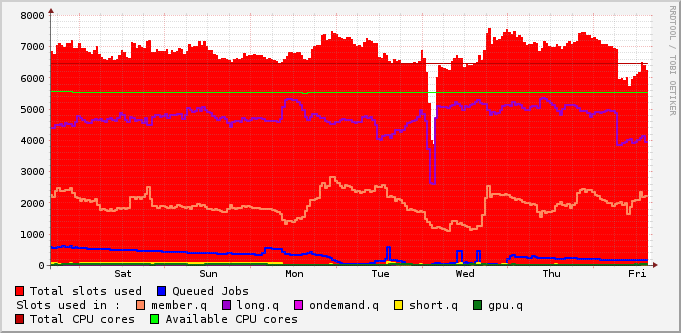 8000
7000
6000
5000
4000
3000
2000
1000
0
Sat Sun Mon Tue Wed Thu Fri
RRDTOOL / TOBI OETIKER
Total slots used Queued Jobs
Slots used in : member.q long.q ondemand.q short.q gpu.q
Total CPU cores Available CPU cores